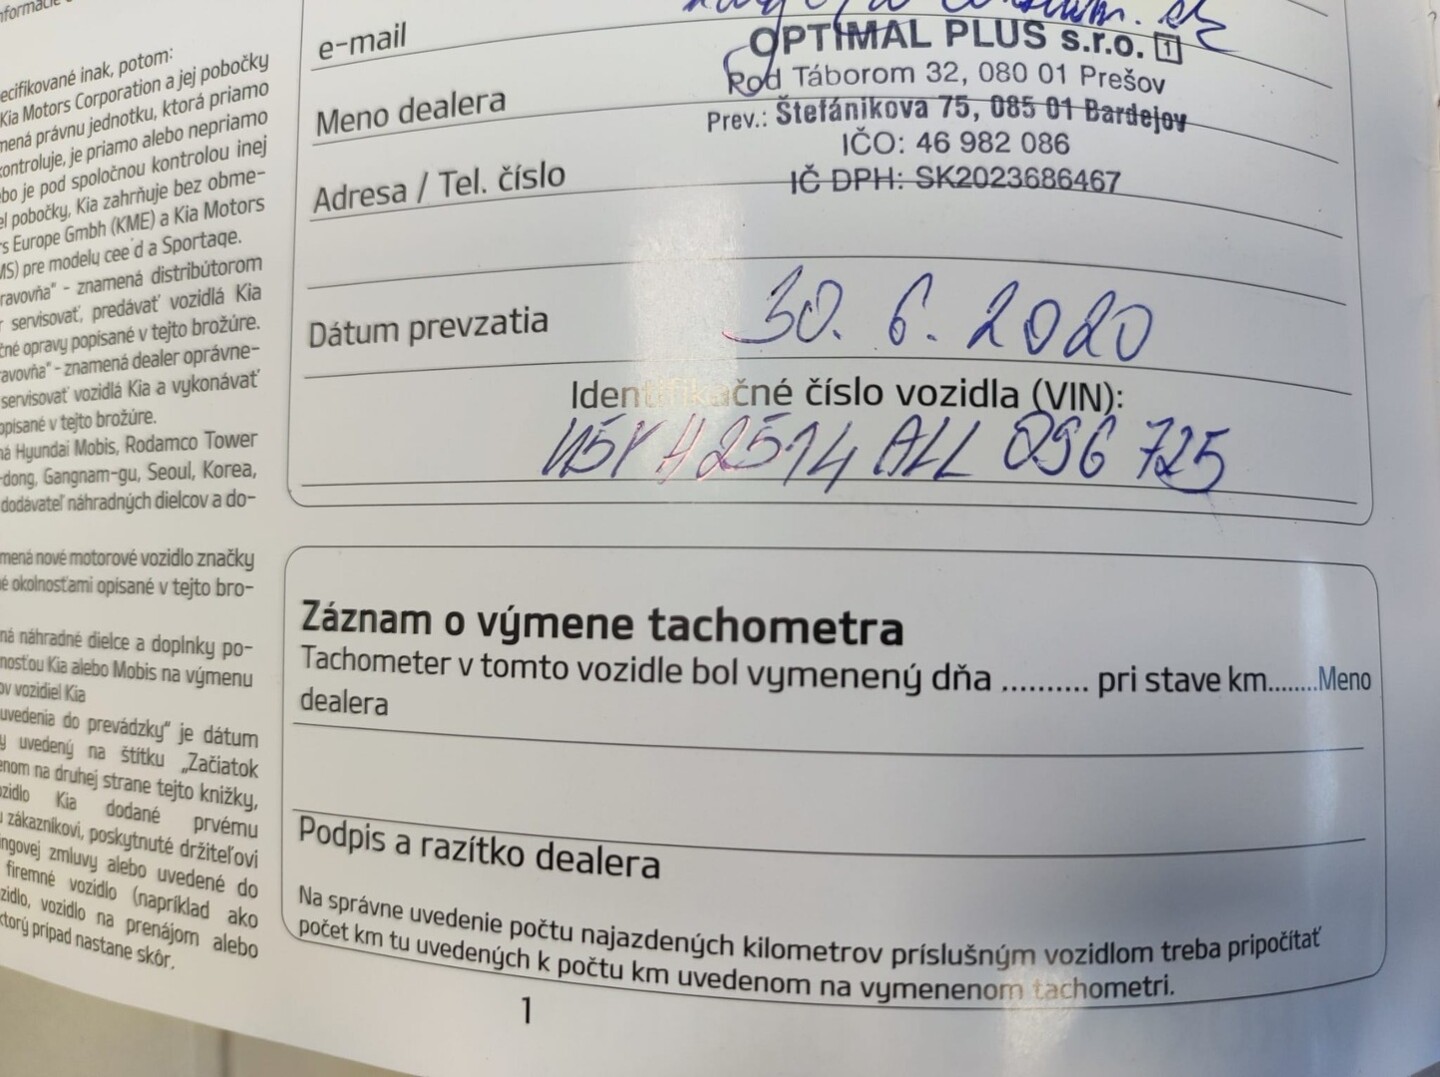 ecifikované inak, potom:
Kia Motors Corporation a jej pobočky
mená právnu jednotku, ktorá priamo
ontroluje, je priamo alebo nepriamo
bo je pod spoločnou kontrolou inej
el pobočky, Kia zahrňuje bez obme-
s Europe Gmbh (KME) a Kia Motors
MS) pre modely cee´d a Sportage.
ravovňa" - znamená distribútorom
r servisovať, predávať vozidlá Kia
čné opravy popísané v tejto brožúre.
avovňa" - znamená dealer oprávne-
servisovať vozidlá Kia a vykonávať
opísané v tejto brožúre.
ná Hyundai Mobis, Rodamco Tower
-dong, Gangnam-gu, Seoul, Korea,
dodávateľ náhradných dielcov a do-
mená nové motorové vozidlo značky
é okolnosťami opísané v tejto bro-
ná náhradné dielce a doplnky po-
nosťou Kia alebo Mobis na výmenu
ov vozidiel Kia
uvedenia do prevádzky" je dátum
y uvedený na štítku „Začiatok
enom na druhej strane tejto knižky,
ozidlo Kia dodané prvému
u zákazníkovi, poskytnuté držiteľovi
ingovej zmluvy alebo uvedené do
firemné vozidlo (napríklad ako
zidlo, vozidlo na prenájom alebo
ktorý prípad nastane skôr.
e-mail
Meno dealera
OPTIMAL PLUS s.r.o. 1
Pod Táborom 32, 080 01 Prešov
Prev.: Štefánikova 75, 085 01 Bardejov
IČO: 46 982 086
IČ DPH: SK2023686467
Adresa / Tel. číslo
Dátum prevzatia 30. 6. 2020
Identifikačné číslo vozidla (VIN):
U5YH2514ALL096725
Záznam o výmene tachometra
Tachometer v tomto vozidle bol vymenený dňa .......... pri stave km........Meno
dealera
Podpis a razítko dealera
Na správne uvedenie počtu najazdených kilometrov príslušným vozidlom treba pripočítať
počet km tu uvedených k počtu km uvedenom na vymenenom tachometri.
1